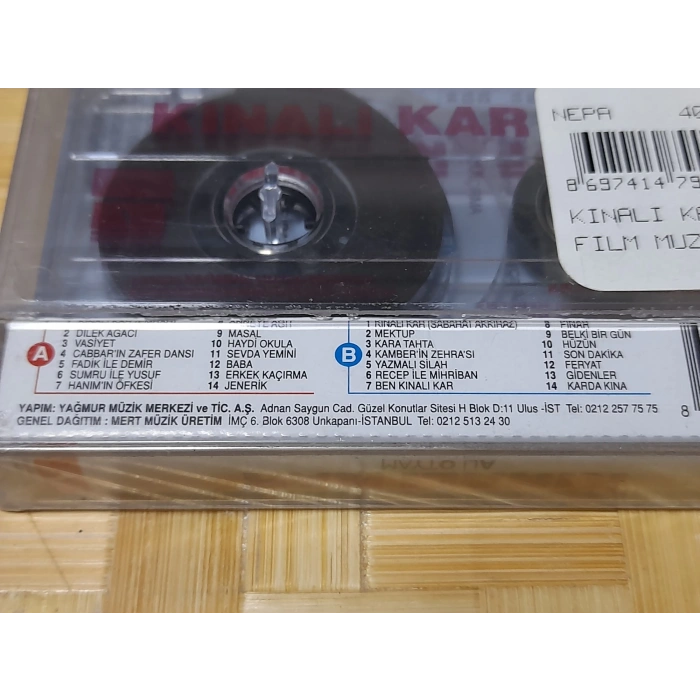 KINALI KAR
NEPA 40
8 697414 79
KINALI KA
FILM MUZ
A
2 DİLEK AĞACI
3 VASİYET
4 CABBAR'IN ZAFER DANSI
5 FADIK İLE DEMİR
6 SUMRU İLE YUSUF
7 HANIM'IN ÖFKESİ
9 MASAL
10 HAYDİ OKULA
11 SEVDA YEMİNİ
12 BABA
13 ERKEK KAÇIRMA
14 JENERİK
B
1 KINALI KAR (SABAHAT AKKİRAZ)
2 MEKTUP
3 KARA TAHTA
4 KAMBER'İN ZEHRA'SI
5 YAZMALI SİLAH
6 RECEP İLE MİHRİBAN
7 BEN KINALI KAR
8 PINAR
9 BELKİ BİR GÜN
10 HÜZÜN
11 SON DAKİKA
12 FERYAT
13 GİDENLER
14 KARDA KINA
YAPIM: YAĞMUR MÜZİK MERKEZİ ve TİC. A.Ş. Adnan Saygun Cad. Güzel Konutlar Sitesi H Blok D:11 Ulus -İST Tel: 0212 257 75 75
GENEL DAĞITIM : MERT MÜZİK ÜRETİM İMÇ 6. Blok 6308 Unkapanı-İSTANBUL Tel: 0212 513 24 30
8